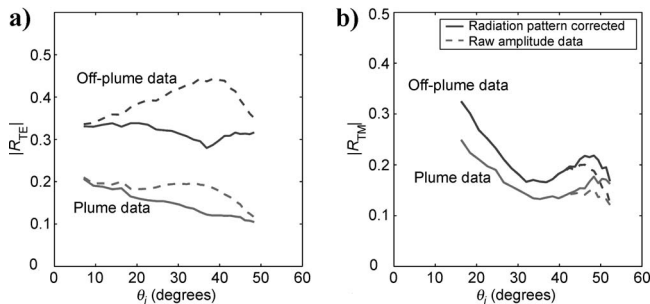 a)
0.5
0.4
0.3
0.2
0.1
0
|R_TE|
Off-plume data
Plume data
0 10 20 30 40 50 60
θ_i (degrees)
b)
0.5
0.4
0.3
0.2
0.1
0
|R_TM|
Radiation pattern corrected
Raw amplitude data
Off-plume data
Plume data
0 10 20 30 40 50 60
θ_i (degrees)